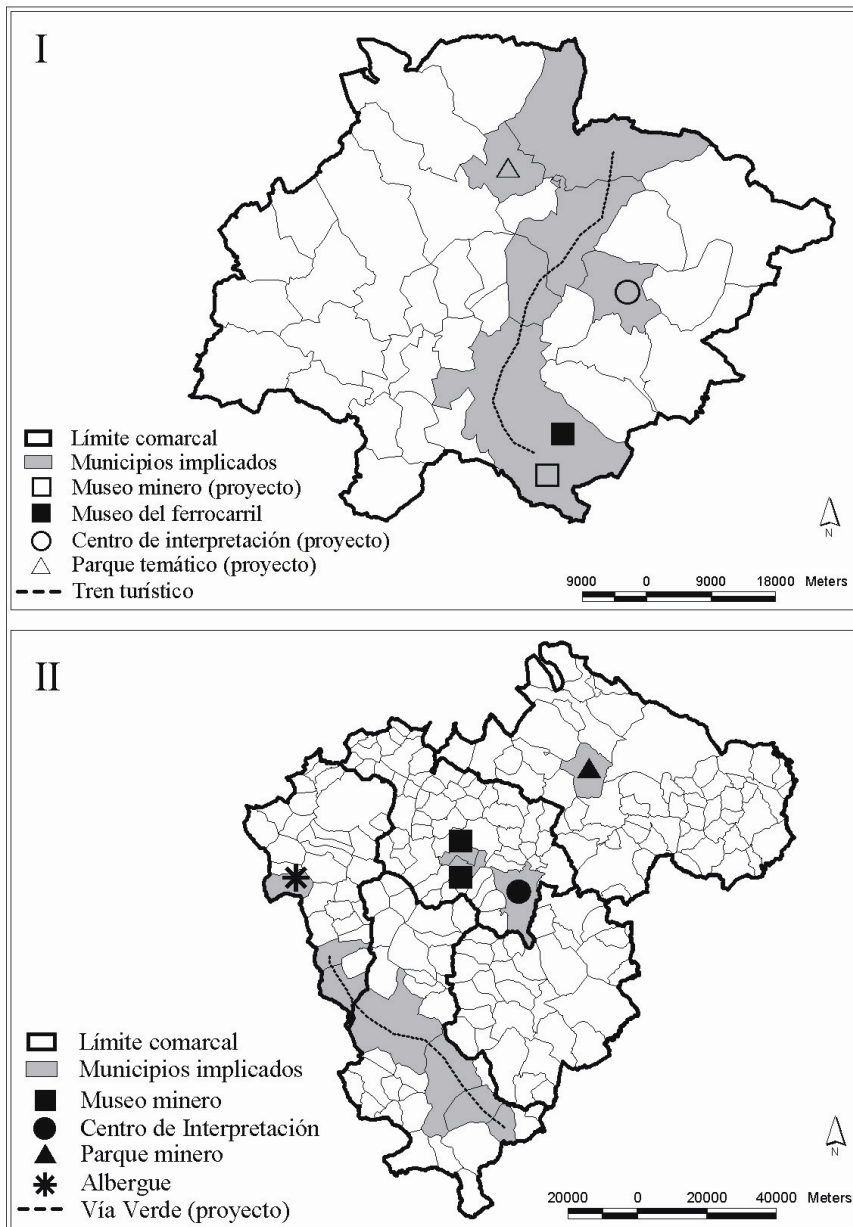 I
Límite comarcal
Municipios implicados
Museo minero (proyecto)
Museo del ferrocarril
Centro de interpretación (proyecto)
Parque temático (proyecto)
Tren turístico
N
9000 0 9000 18000 Meters
II
Límite comarcal
Municipios implicados
Museo minero
Centro de Interpretación
Parque minero
Albergue
Vía Verde (proyecto)
N
20000 0 20000 40000 Meters